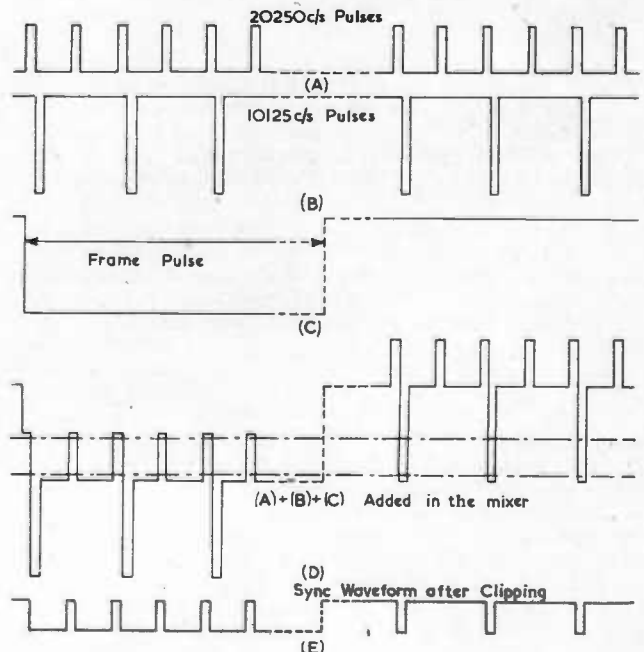 20250c/s Pulses
(A)
10125c/s Pulses
(B)
Frame Pulse
(C)
(A)+(B)+(C) Added in the mixer
(D)
Sync Waveform after Clipping
(E)